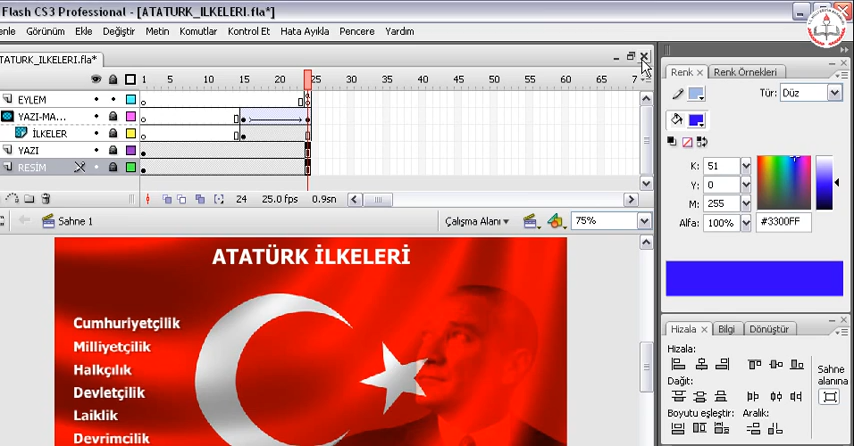 Flash CS3 Professional - [ATATURK_ILKELERI.fla*]
enle Görünüm Ekle Değiştir Metin Komutlar Kontrol Et Hata Ayıkla Pencere Yardım
TATURK_ILKELERI.fla*
1 5 10 15 20 25 30 35 40 45 50 55 60 65 7
EYLEM
YAZI-MA...
İLKELER
YAZI
RESİM
24 25.0 fps 0.9sn
Sahne 1 Çalışma Alanı 75%
ATATÜRK İLKELERİ
Cumhuriyetçilik
Milliyetçilik
Halkçılık
Devletçilik
Laiklik
Devrimcilik
Renk Renk Örnekleri
Tür: Düz
K: 51
Y: 0
M: 255
Alfa: 100% #3300FF
Hizala Bilgi Dönüştür
Hizala:
Dağıt:
Boyutu eşleştir: Aralık:
Sahne
alanına